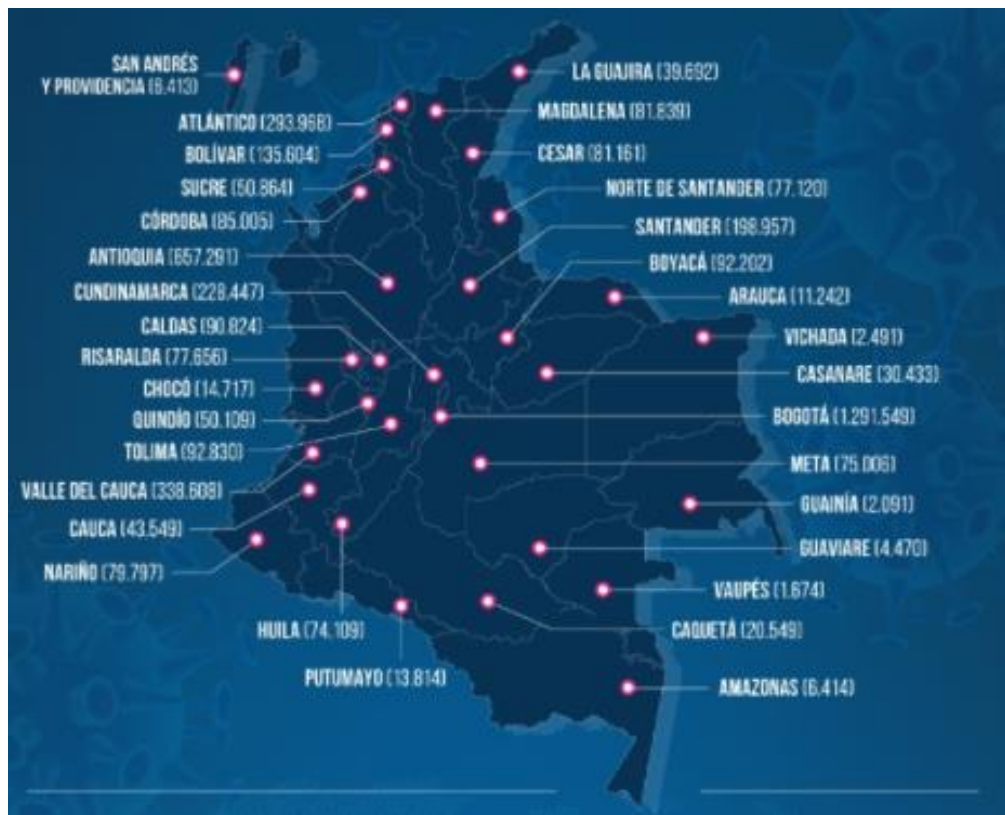 SAN ANDRÉS
Y PROVIDENCIA (8.413)
ATLÁNTICO (293.968)
BOLÍVAR (135.604)
SUCRE (50.864)
CÓRDOBA (85.005)
ANTIOQUIA (657.291)
CUNDINAMARCA (228.447)
CALDAS (90.824)
RISARALDA (77.656)
CHOCÓ (14.717)
QUINDÍO (50.109)
TOLIMA (92.830)
VALLE DEL CAUCA (338.608)
CAUCA (43.549)
NARIÑO (79.797)
HUILA (74.109)
PUTUMAYO (13.814)
LA GUAJIRA (39.692)
MAGDALENA (81.839)
CESAR (81.161)
NORTE DE SANTANDER (77.120)
SANTANDER (198.957)
BOYACÁ (92.202)
ARAUCA (11.242)
VICHADA (2.491)
CASANARE (30.433)
BOGOTÁ (1.291.549)
META (75.006)
GUAINÍA (2.091)
GUAVIARE (4.470)
VAUPÉS (1.674)
CAQUETÁ (20.549)
AMAZONAS (6.414)